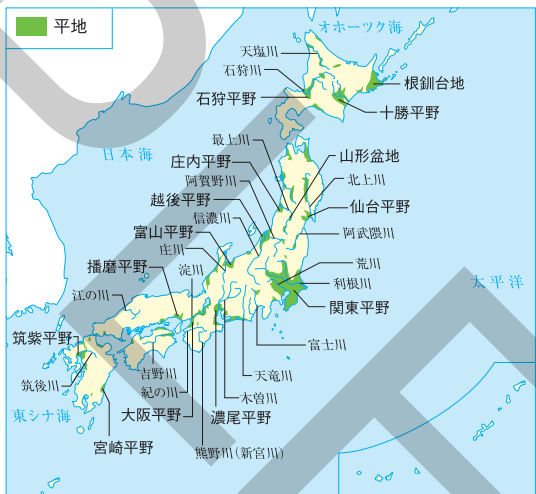 平地
オホーツク海
天塩川
石狩川
石狩平野
根釧台地
十勝平野
日本海
最上川
庄内平野
山形盆地
阿賀野川
北上川
越後平野
仙台平野
信濃川
富山平野
阿武隈川
庄川
荒川
播磨平野
淀川
利根川
太平洋
江の川
関東平野
筑紫平野
富士川
吉野川
天竜川
筑後川
紀の川
木曽川
東シナ海
大阪平野
濃尾平野
宮崎平野
熊野川(新宮川)